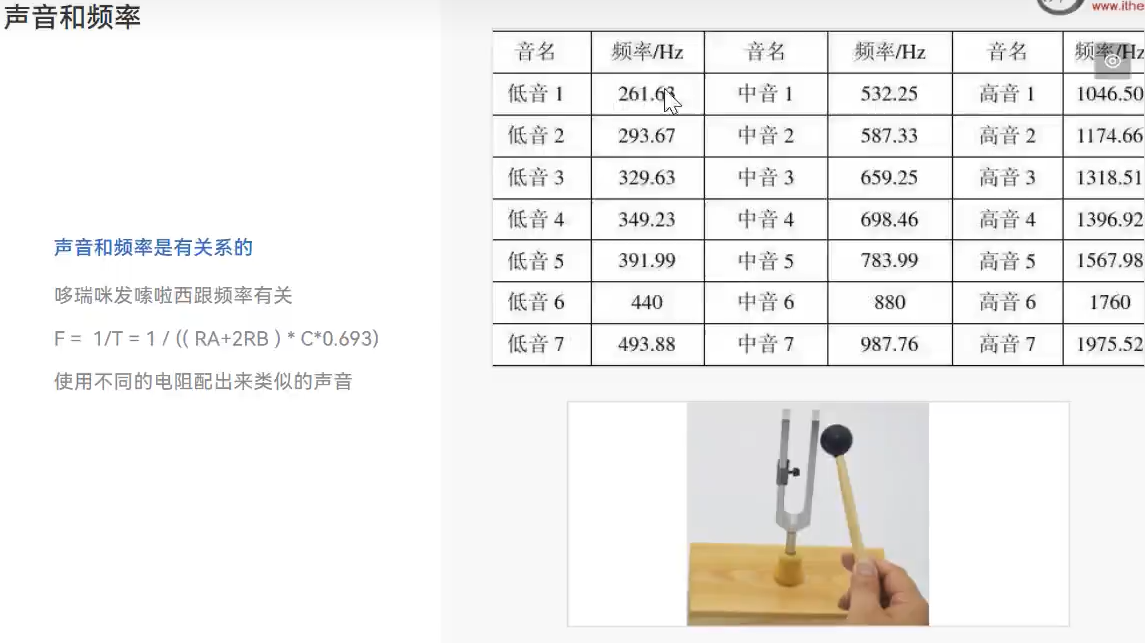 声音和频率
www.ithe
声音和频率是有关系的
哆瑞咪发嗦啦西跟频率有关
F = 1/T = 1 / (( RA+2RB ) * C*0.693)
使用不同的电阻配出来类似的声音
音名 频率/Hz 音名 频率/Hz 音名 频率/Hz
低音 1 261.63 中音 1 532.25 高音 1 1046.50
低音 2 293.67 中音 2 587.33 高音 2 1174.66
低音 3 329.63 中音 3 659.25 高音 3 1318.51
低音 4 349.23 中音 4 698.46 高音 4 1396.92
低音 5 391.99 中音 5 783.99 高音 5 1567.98
低音 6 440 中音 6 880 高音 6 1760
低音 7 493.88 中音 7 987.76 高音 7 1975.52